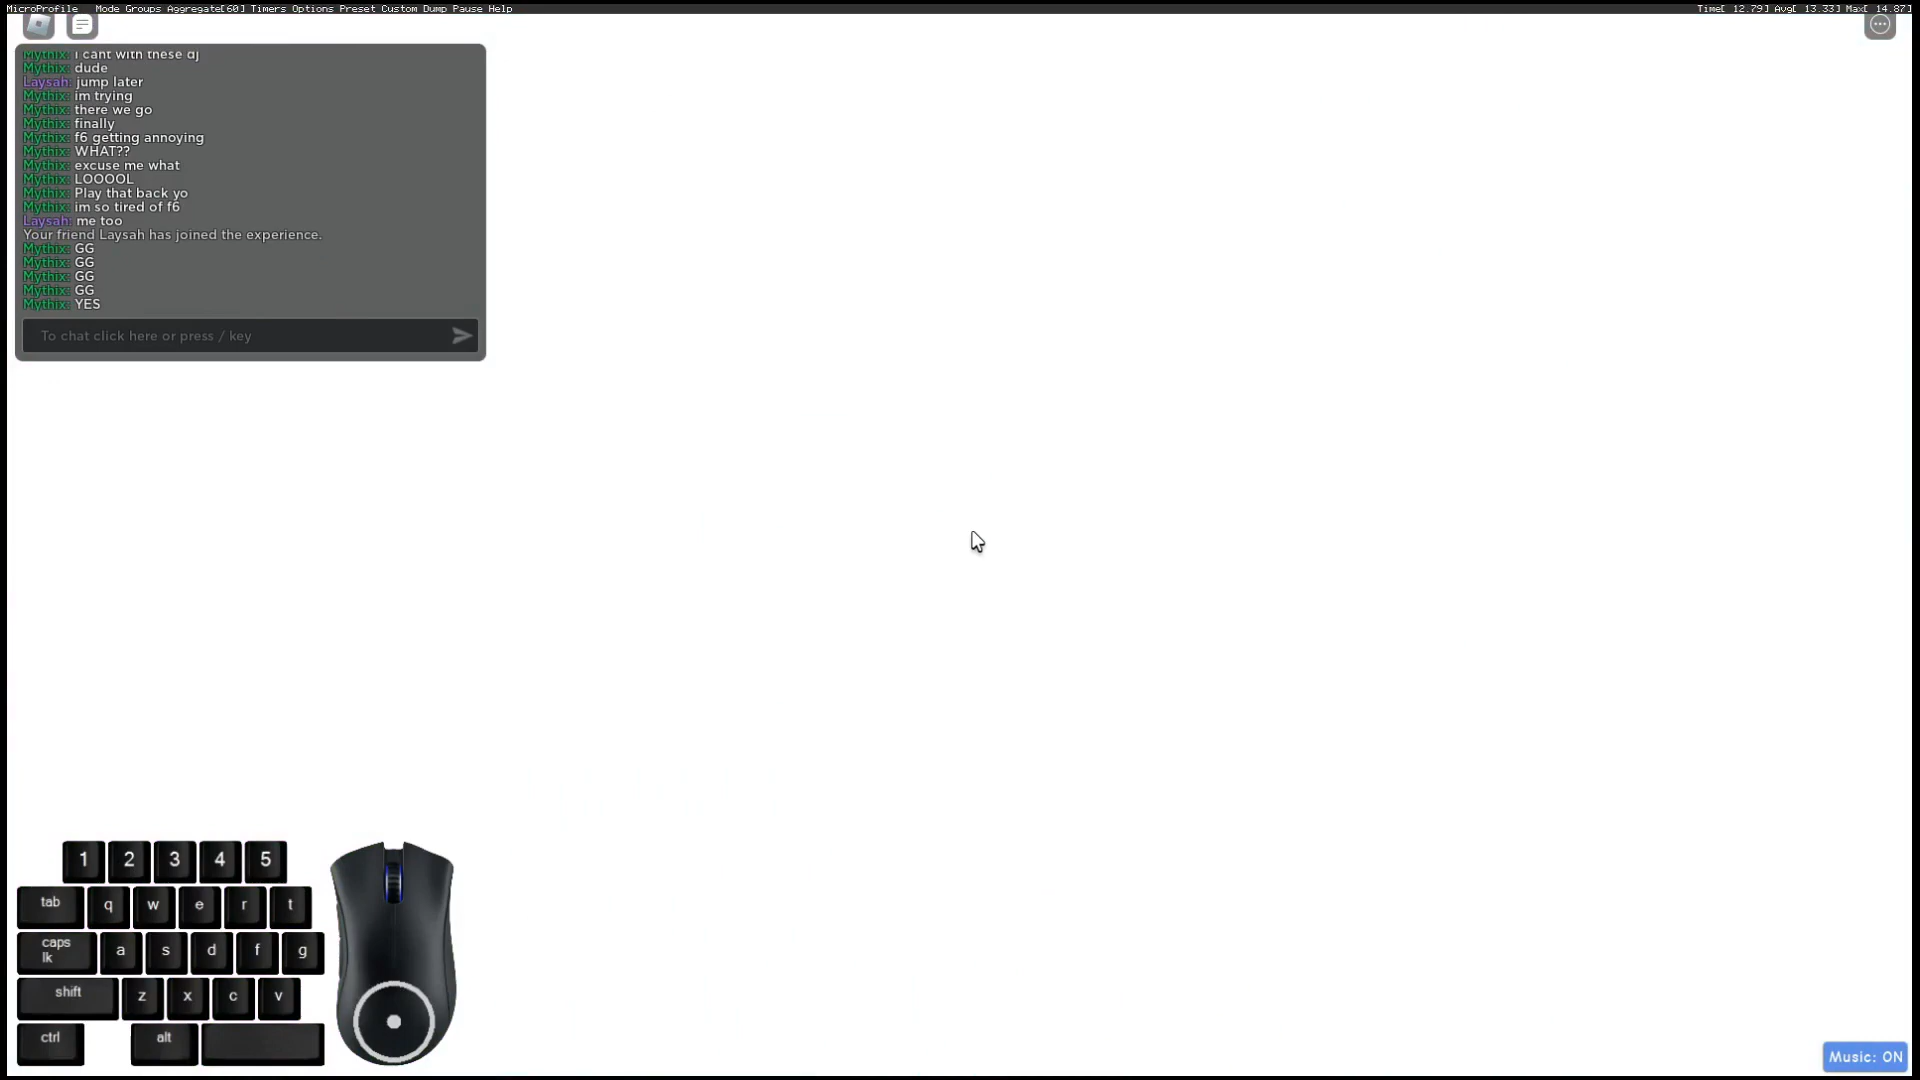 MicroProfile Mode Groups Aggregate[60] Timers Options Preset Custom Dump Pause Help Time[ 12.79] Avg[ 13.33] Max[ 14.87]
Mythix: i cant with these dj
Mythix: dude
Laysah: jump later
Mythix: im trying
Mythix: there we go
Mythix: finally
Mythix: f6 getting annoying
Mythix: WHAT??
Mythix: excuse me what
Mythix: LOOOOL
Mythix: Play that back yo
Mythix: im so tired of f6
Laysah: me too
Your friend Laysah has joined the experience.
Mythix: GG
Mythix: GG
Mythix: GG
Mythix: GG
Mythix: YES
To chat click here or press / key
1 2 3 4 5
tab q w e r t
caps lk a s d f g
shift z x c v
ctrl alt
Music: ON